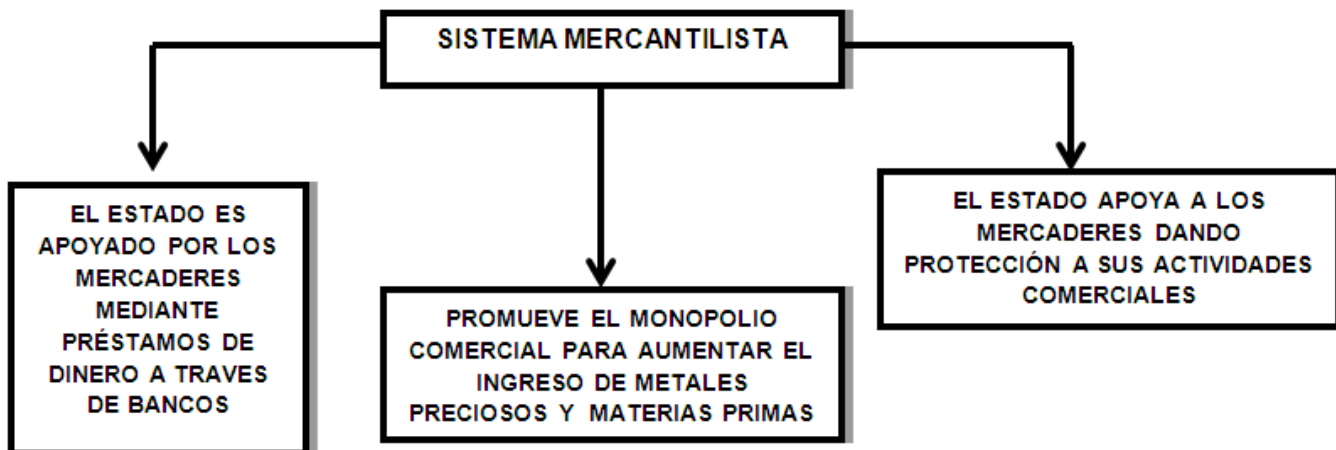 SISTEMA MERCANTILISTA
EL ESTADO ES
APOYADO POR LOS
MERCADERES
MEDIANTE
PRÉSTAMOS DE
DINERO A TRAVES
DE BANCOS
PROMUEVE EL MONOPOLIO
COMERCIAL PARA AUMENTAR EL
INGRESO DE METALES
PRECIOSOS Y MATERIAS PRIMAS
EL ESTADO APOYA A LOS
MERCADERES DANDO
PROTECCIÓN A SUS ACTIVIDADES
COMERCIALES